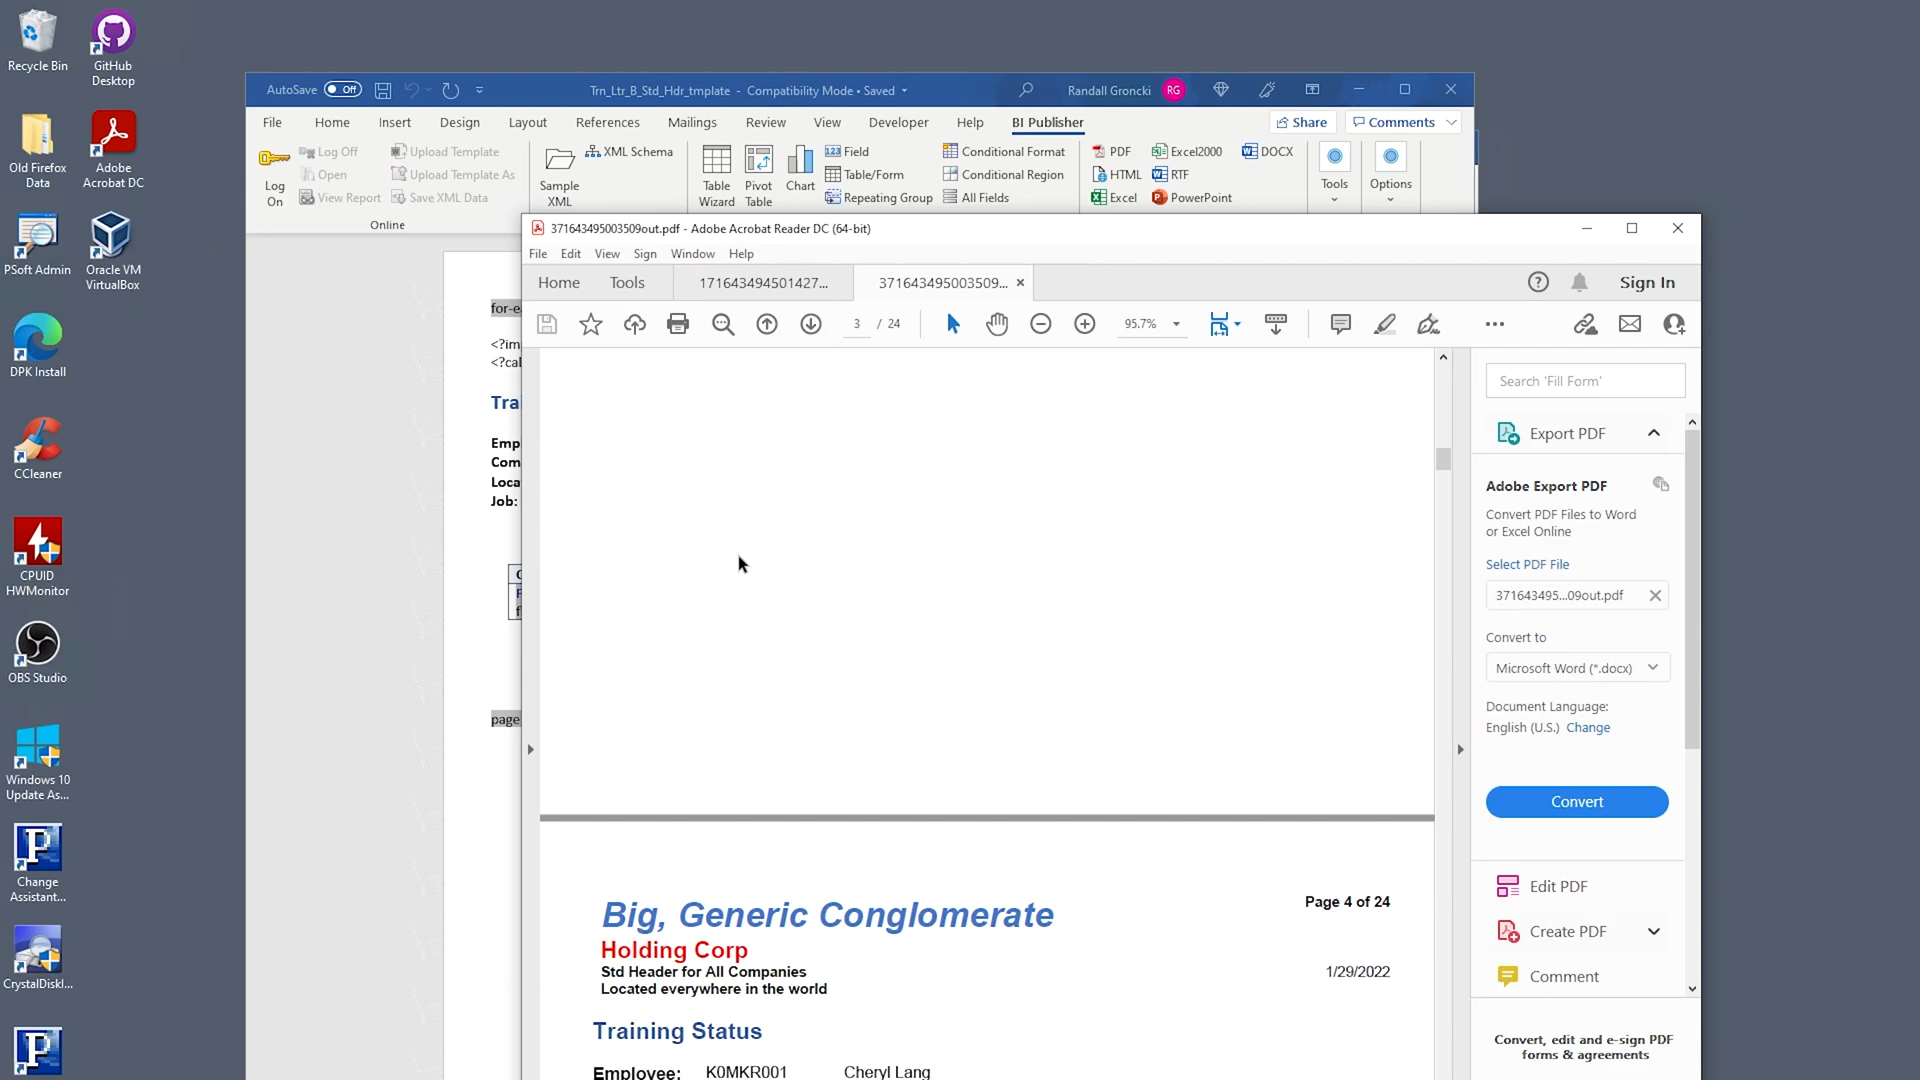 Recycle Bin
GitHub
Desktop
Old Firefox
Data
Adobe
Acrobat DC
PSoft Admin
Oracle VM
VirtualBox
DPK Install
CCleaner
CPUID
HWMonitor
OBS Studio
Windows 10
Update As...
Change
Assistant...
CrystalDiskI...
AutoSave Off
Trn_Ltr_B_Std_Hdr_tmplate - Compatibility Mode • Saved
Randall Groncki RG
File Home Insert Design Layout References Mailings Review View Developer Help BI Publisher Share Comments
Log On
Log Off
Open
View Report
Upload Template
Upload Template As
Save XML Data
Online
Sample XML
XML Schema
Table Wizard
Pivot Table
Chart
123 Field
Table/Form
Repeating Group
Conditional Format
Conditional Region
All Fields
PDF
HTML
Excel
Excel2000
RTF
PowerPoint
DOCX
Tools
Options
for-ea
<?im
<?cal
Trai
Emp
Com
Loca
Job:
page
371643495003509out.pdf - Adobe Acrobat Reader DC (64-bit)
File Edit View Sign Window Help
Home Tools 171643494501427... 371643495003509... Sign In
3 / 24 95.7%
Big, Generic Conglomerate
Page 4 of 24
Holding Corp
Std Header for All Companies
1/29/2022
Located everywhere in the world
Training Status
Employee: K0MKR001 Cheryl Lang
Search 'Fill Form'
Export PDF
Adobe Export PDF
Convert PDF Files to Word
or Excel Online
Select PDF File
371643495...09out.pdf
Convert to
Microsoft Word (*.docx)
Document Language:
English (U.S.) Change
Convert
Edit PDF
Create PDF
Comment
Convert, edit and e-sign PDF
forms & agreements